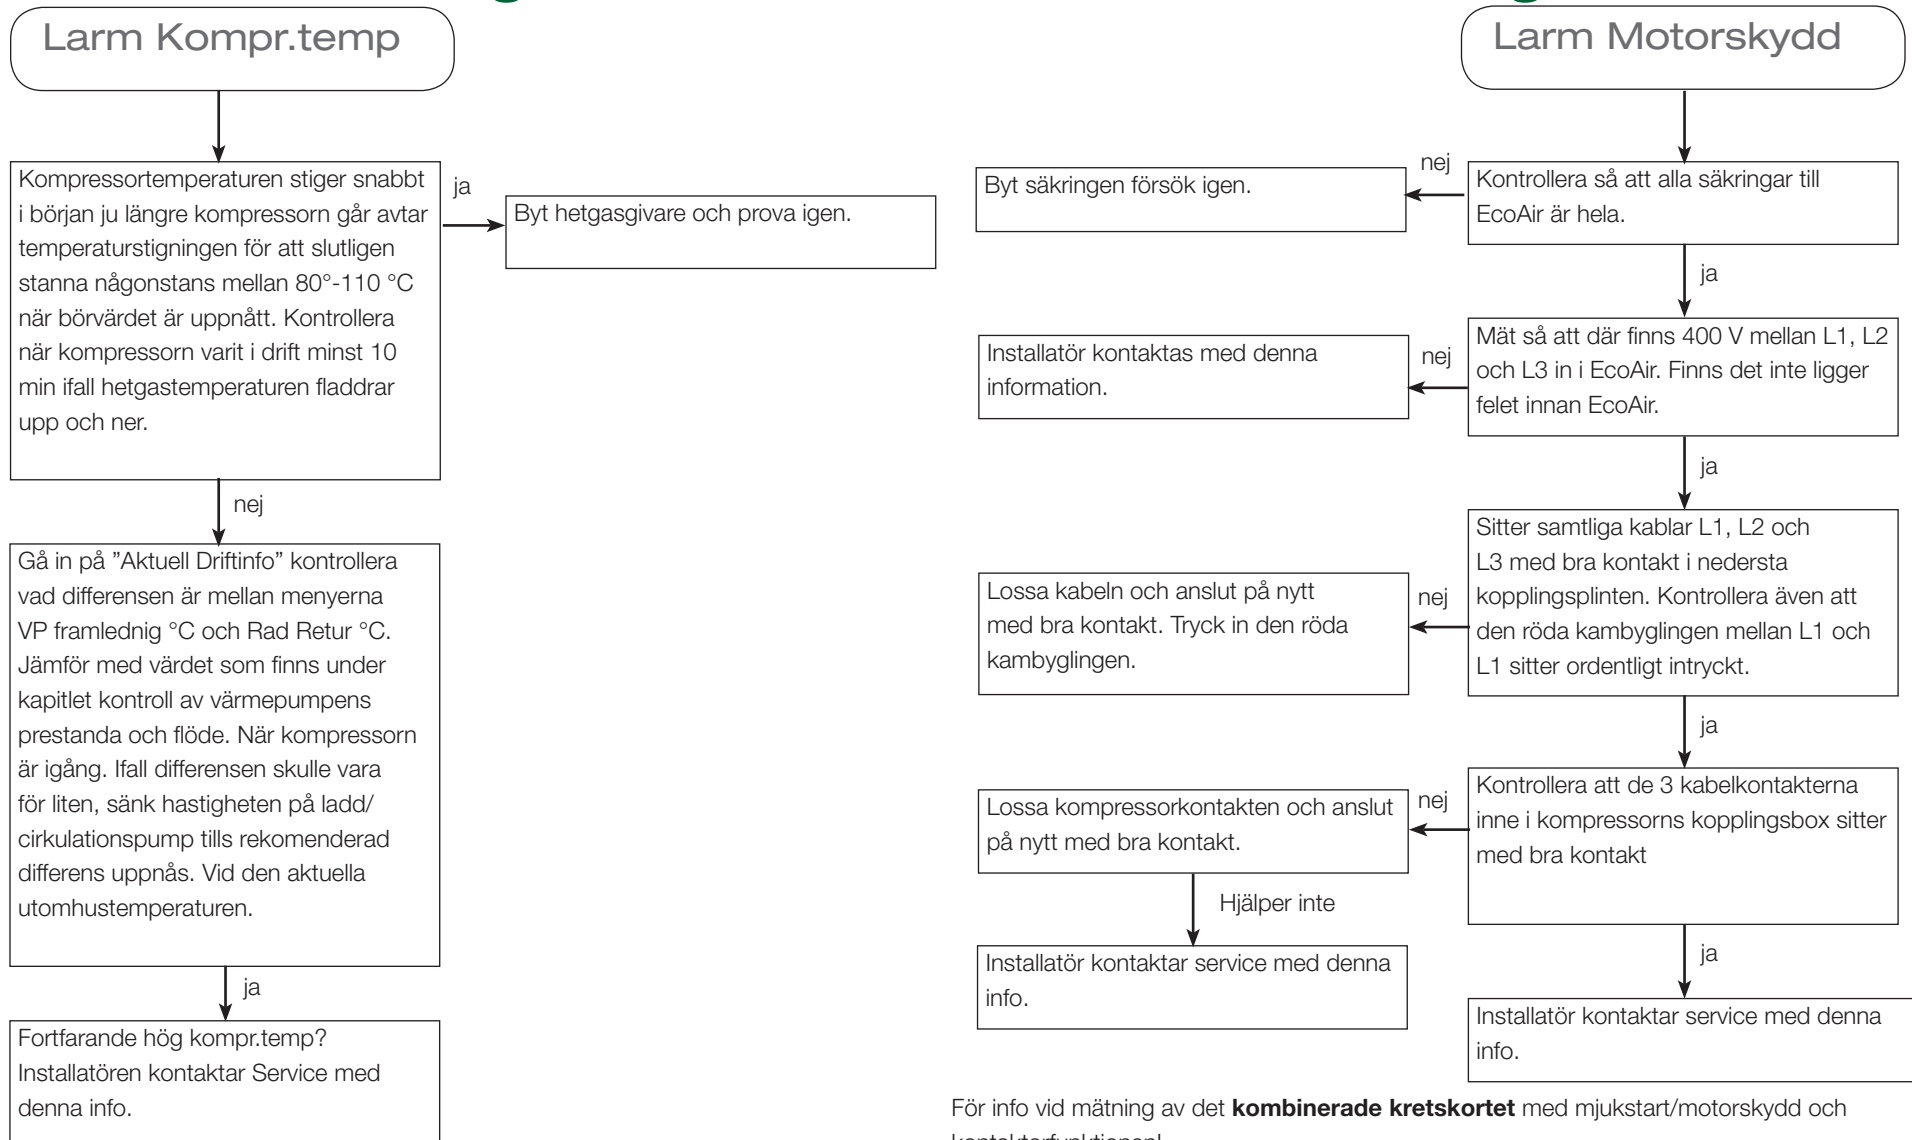 Larm Kompr.temp
Kompressortemperaturen stiger snabbt
i början ju längre kompressorn går avtar
temperaturstigningen för att slutligen
stanna någonstans mellan 80°-110 °C
när börvärdet är uppnått. Kontrollera
när kompressorn varit i drift minst 10
min ifall hetgastemperaturen fladdrar
upp och ner.
ja
Byt hetgasgivare och prova igen.
nej
Gå in på ”Aktuell Driftinfo” kontrollera
vad differensen är mellan menyerna
VP framlednig °C och Rad Retur °C.
Jämför med värdet som finns under
kapitlet kontroll av värmepumpens
prestanda och flöde. När kompressorn
är igång. Ifall differensen skulle vara
för liten, sänk hastigheten på ladd/
cirkulationspump tills rekomenderad
differens uppnås. Vid den aktuella
utomhustemperaturen.
ja
Fortfarande hög kompr.temp?
Installatören kontaktar Service med
denna info.
Larm Motorskydd
Kontrollera så att alla säkringar till
EcoAir är hela.
nej
Byt säkringen försök igen.
ja
Mät så att där finns 400 V mellan L1, L2
och L3 in i EcoAir. Finns det inte ligger
felet innan EcoAir.
nej
Installatör kontaktas med denna
information.
ja
Sitter samtliga kablar L1, L2 och
L3 med bra kontakt i nedersta
kopplingsplinten. Kontrollera även att
den röda kambyglingen mellan L1 och
L1 sitter ordentligt intryckt.
nej
Lossa kabeln och anslut på nytt
med bra kontakt. Tryck in den röda
kambyglingen.
ja
Kontrollera att de 3 kabelkontakterna
inne i kompressorns kopplingsbox sitter
med bra kontakt
nej
Lossa kompressorkontakten och anslut
på nytt med bra kontakt.
Hjälper inte
Installatör kontaktar service med denna
info.
ja
Installatör kontaktar service med denna
info.
För info vid mätning av det kombinerade kretskortet med mjukstart/motorskydd och